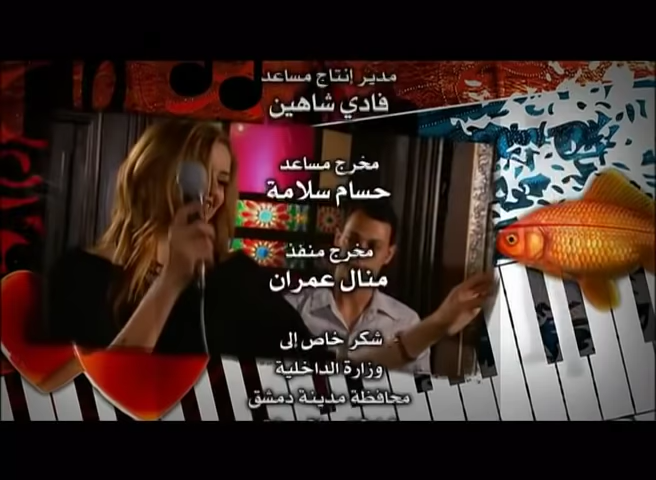 مدير إنتاج مساعد
فادي شاهين
مخرج مساعد
حسام سلامة
مخرج منفذ
منال عمران
شكر خاص إلى
وزارة الداخلية
محافظة مدينة دمشق